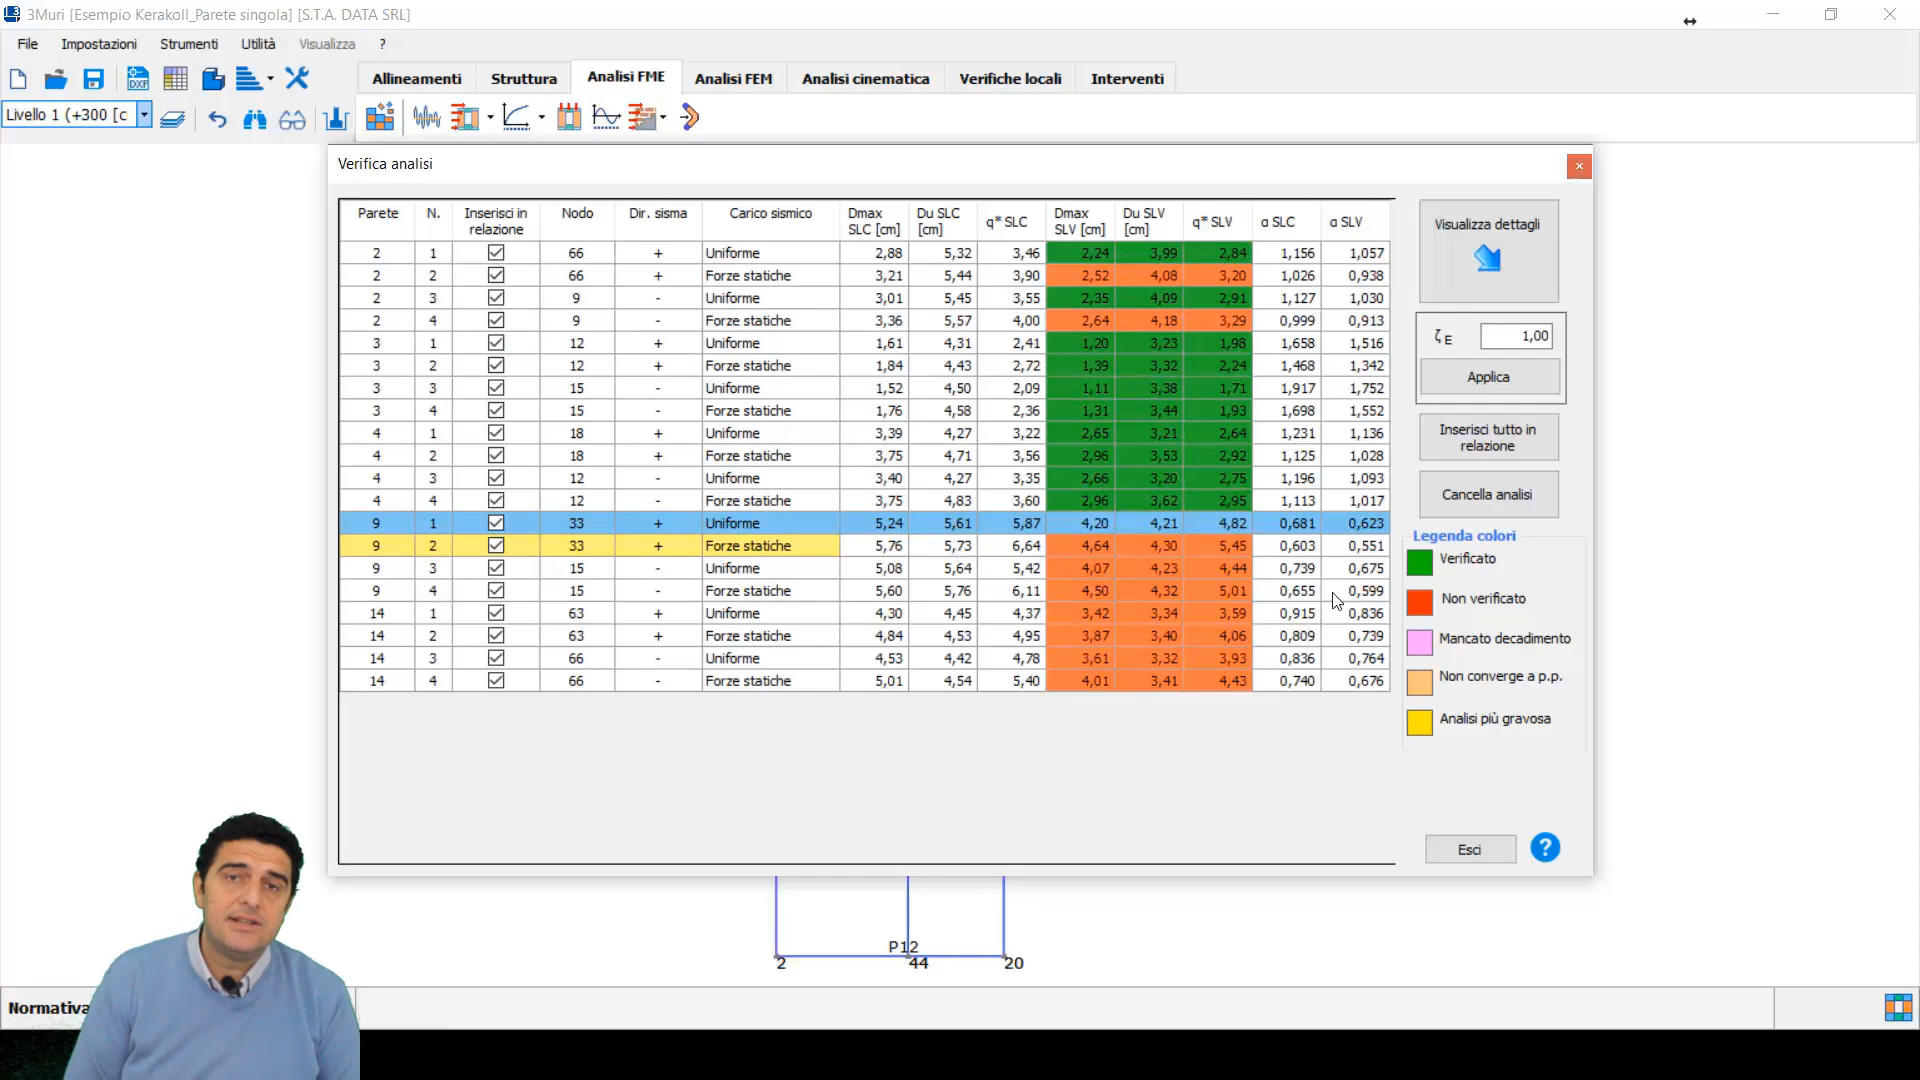 3Muri [Esempio Kerakoll_Parete singola] [S.T.A. DATA SRL]
File Impostazioni Strumenti Utilità Visualizza ?
Allineamenti Struttura Analisi FME Analisi FEM Analisi cinematica Verifiche locali Interventi
DXF
Livello 1 (+300 [c
Verifica analisi
Parete N. Inserisci in relazione Nodo Dir. sisma Carico sismico Dmax SLC [cm] Du SLC [cm] q* SLC Dmax SLV [cm] Du SLV [cm] q* SLV α SLC α SLV
2 1 66 + Uniforme 2,88 5,32 3,46 2,24 3,99 2,84 1,156 1,057
2 2 66 + Forze statiche 3,21 5,44 3,90 2,52 4,08 3,20 1,026 0,938
2 3 9 - Uniforme 3,01 5,45 3,55 2,35 4,09 2,91 1,127 1,030
2 4 9 - Forze statiche 3,36 5,57 4,00 2,64 4,18 3,29 0,999 0,913
3 1 12 + Uniforme 1,61 4,31 2,41 1,20 3,23 1,98 1,658 1,516
3 2 12 + Forze statiche 1,84 4,43 2,72 1,39 3,32 2,24 1,468 1,342
3 3 15 - Uniforme 1,52 4,50 2,09 1,11 3,38 1,71 1,917 1,752
3 4 15 - Forze statiche 1,76 4,58 2,36 1,31 3,44 1,93 1,698 1,552
4 1 18 + Uniforme 3,39 4,27 3,22 2,65 3,21 2,64 1,231 1,136
4 2 18 + Forze statiche 3,75 4,71 3,56 2,96 3,53 2,92 1,125 1,028
4 3 12 - Uniforme 3,40 4,27 3,35 2,66 3,20 2,75 1,196 1,093
4 4 12 - Forze statiche 3,75 4,83 3,60 2,96 3,62 2,95 1,113 1,017
9 1 33 + Uniforme 5,24 5,61 5,87 4,20 4,21 4,82 0,681 0,623
9 2 33 + Forze statiche 5,76 5,73 6,64 4,64 4,30 5,45 0,603 0,551
9 3 15 - Uniforme 5,08 5,64 5,42 4,07 4,23 4,44 0,739 0,675
9 4 15 - Forze statiche 5,60 5,76 6,11 4,50 4,32 5,01 0,655 0,599
14 1 63 + Uniforme 4,30 4,45 4,37 3,42 3,34 3,59 0,915 0,836
14 2 63 + Forze statiche 4,84 4,53 4,95 3,87 3,40 4,06 0,809 0,739
14 3 66 - Uniforme 4,53 4,42 4,78 3,61 3,32 3,93 0,836 0,764
14 4 66 - Forze statiche 5,01 4,54 5,40 4,01 3,41 4,43 0,740 0,676
Visualizza dettagli
ζ E 1,00
Applica
Inserisci tutto in
relazione
Cancella analisi
Legenda colori
Verificato
Non verificato
Mancato decadimento
Non converge a p.p.
Analisi più gravosa
Esci ?
P12
2 44 20
Normativa